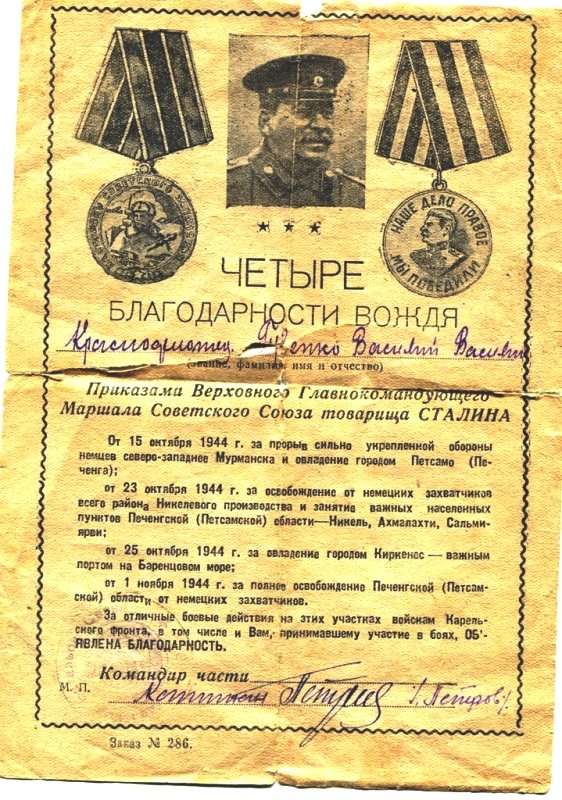 НАШЕ ДЕЛО ПРАВОЕ
МЫ ПОБЕДИЛИ
ЧЕТЫРЕ
БЛАГОДАРНОСТИ ВОЖДЯ
Красноармеец Василий Васили
(звание, фамилия, имя и отчество)
Приказами Верховного Главнокомандующего
Маршала Советского Союза товарища СТАЛИНА
От 15 октября 1944 г. за прорыв сильно укрепленной обороны
немцев северо-западнее Мурманска и овладение городом Петсамо (Пе-
ченга);
от 23 октября 1944 г. за освобождение от немецких захватчиков
всего района Никелевого производства и занятие важных населенных
пунктов Печенгской (Петсамской) области—Никель, Ахмалахти, Сальми-
ярви;
от 25 октября 1944 г. за овладение городом Киркенес — важным
портом на Баренцовом море;
от 1 ноября 1944 г. за полное освобождение Печенгской (Петсам-
ской) области от немецких захватчиков.
За отличные боевые действия на этих участках войскам Карель-
ского фронта, в том числе и Вам, принимавшему участие в боях, ОБ'-
ЯВЛЕНА БЛАГОДАРНОСТЬ.
Командир части
М. П. /Петров/
Заказ № 286.